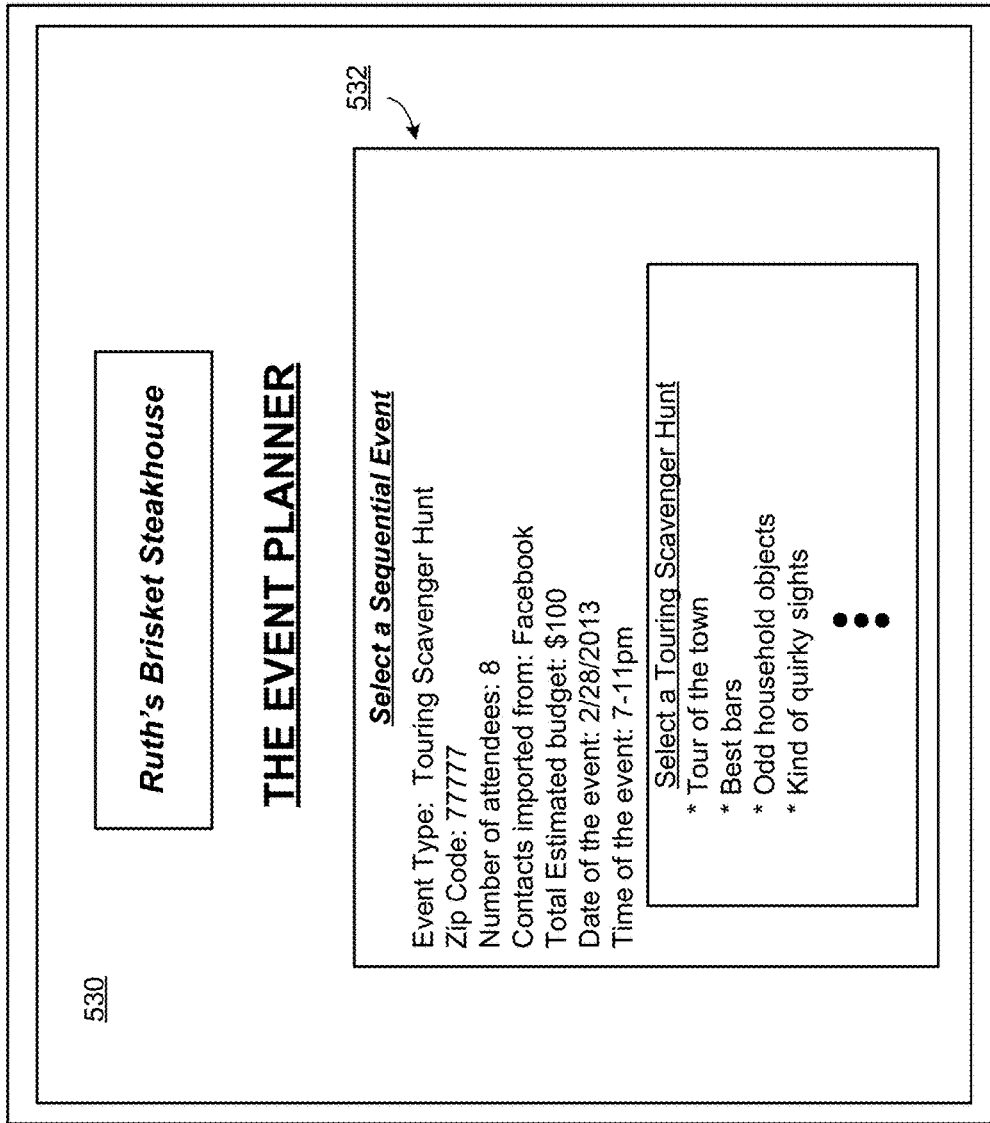 530
Ruth's Brisket Steakhouse
THE EVENT PLANNER
532
Select a Sequential Event
Event Type: Touring Scavenger Hunt
Zip Code: 77777
Number of attendees: 8
Contacts imported from: Facebook
Total Estimated budget: $100
Date of the event: 2/28/2013
Time of the event: 7-11pm
Select a Touring Scavenger Hunt
* Tour of the town
* Best bars
* Odd household objects
* Kind of quirky sights